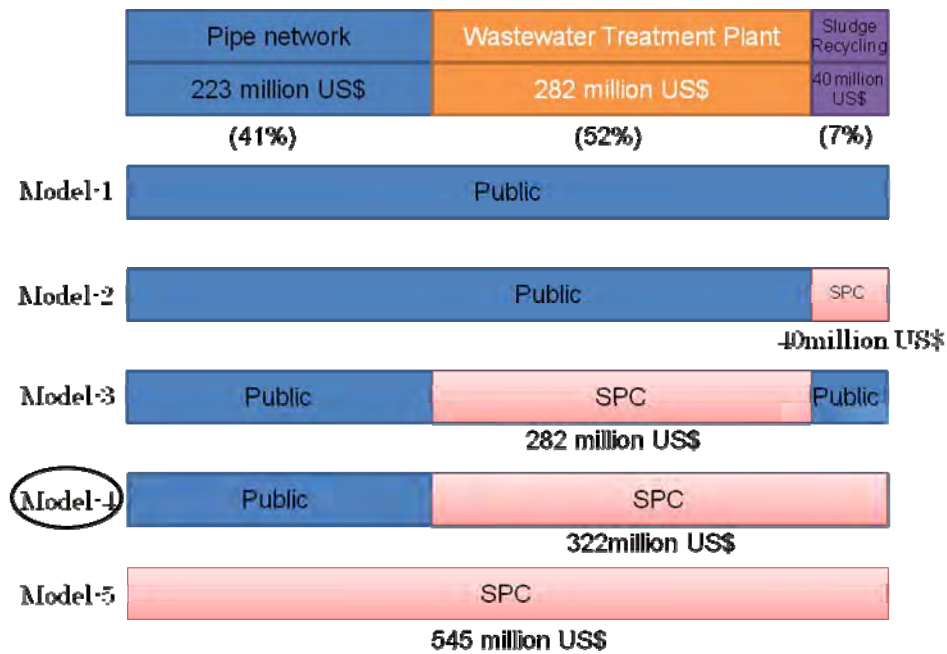 Pipe network
Wastewater Treatment Plant
Sludge
Recycling
223 million US$
282 million US$
40 million
US$
(41%)
(52%)
(7%)
Model-1
Public
Model-2
Public
SPC
40million US$
Model-3
Public
SPC
Public
282 million US$
Model-4
Public
SPC
322million US$
Model-5
SPC
545 million US$